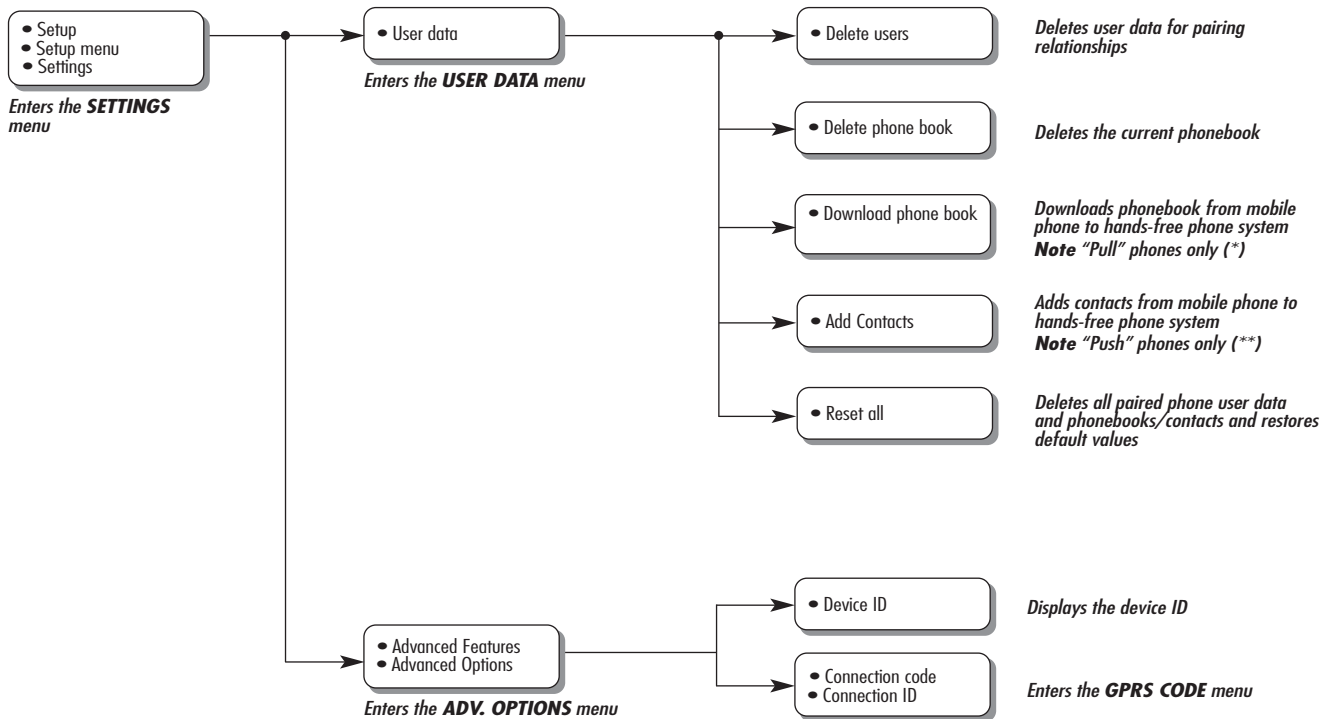 • Setup
• Setup menu
• Settings
Enters the SETTINGS
menu
• User data
Enters the USER DATA menu
• Delete users
Deletes user data for pairing
relationships
• Delete phone book
Deletes the current phonebook
• Download phone book
Downloads phonebook from mobile
phone to hands-free phone system
Note “Pull” phones only (*)
• Add Contacts
Adds contacts from mobile phone to
hands-free phone system
Note “Push” phones only (**)
• Reset all
Deletes all paired phone user data
and phonebooks/contacts and restores
default values
• Advanced Features
• Advanced Options
Enters the ADV. OPTIONS menu
• Device ID
Displays the device ID
• Connection code
• Connection ID
Enters the GPRS CODE menu